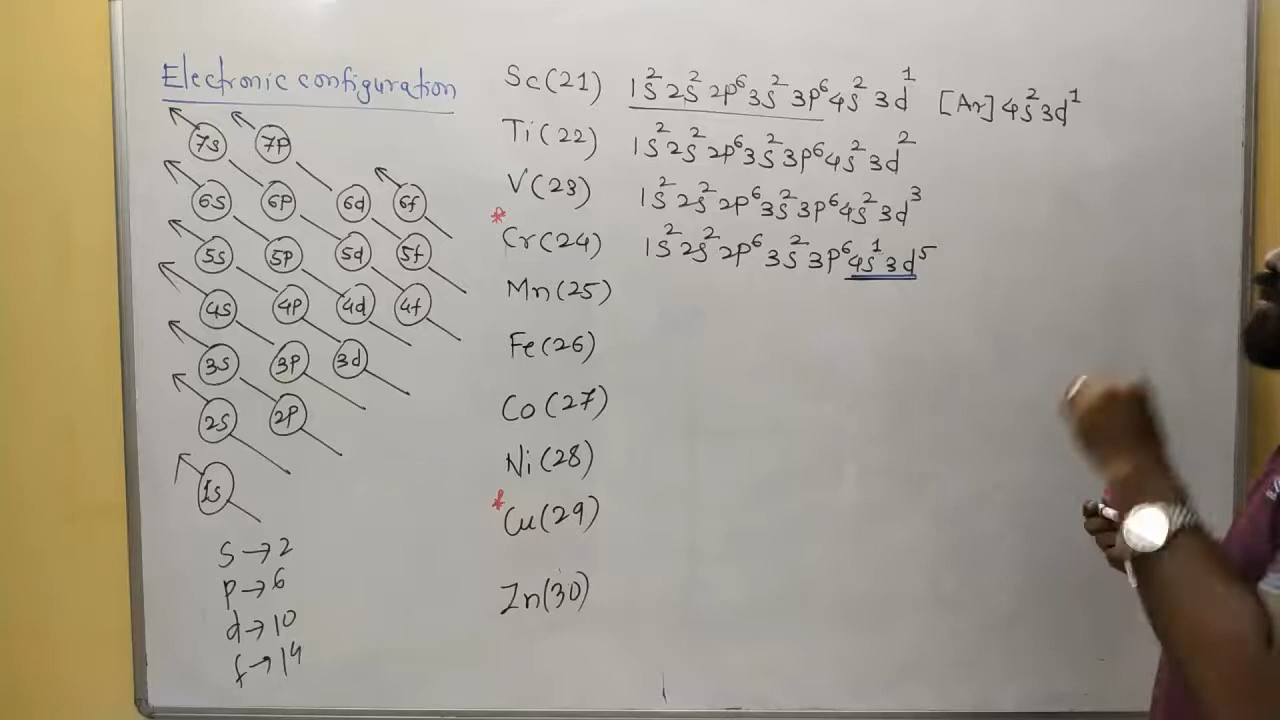 Electronic configuration
7s 7p
6s 6p 6d 6f
5s 5p 5d 5f
4s 4p 4d 4f
3s 3p 3d
2s 2p
1s
s → 2
p → 6
d → 10
f → 14
Sc(21) 1s² 2s² 2p⁶ 3s² 3p⁶ 4s² 3d¹ [Ar] 4s² 3d¹
Ti(22) 1s² 2s² 2p⁶ 3s² 3p⁶ 4s² 3d²
V(23) 1s² 2s² 2p⁶ 3s² 3p⁶ 4s² 3d³
* Cr(24) 1s² 2s² 2p⁶ 3s² 3p⁶ 4s¹ 3d⁵
Mn(25)
Fe(26)
Co(27)
Ni(28)
* Cu(29)
Zn(30)